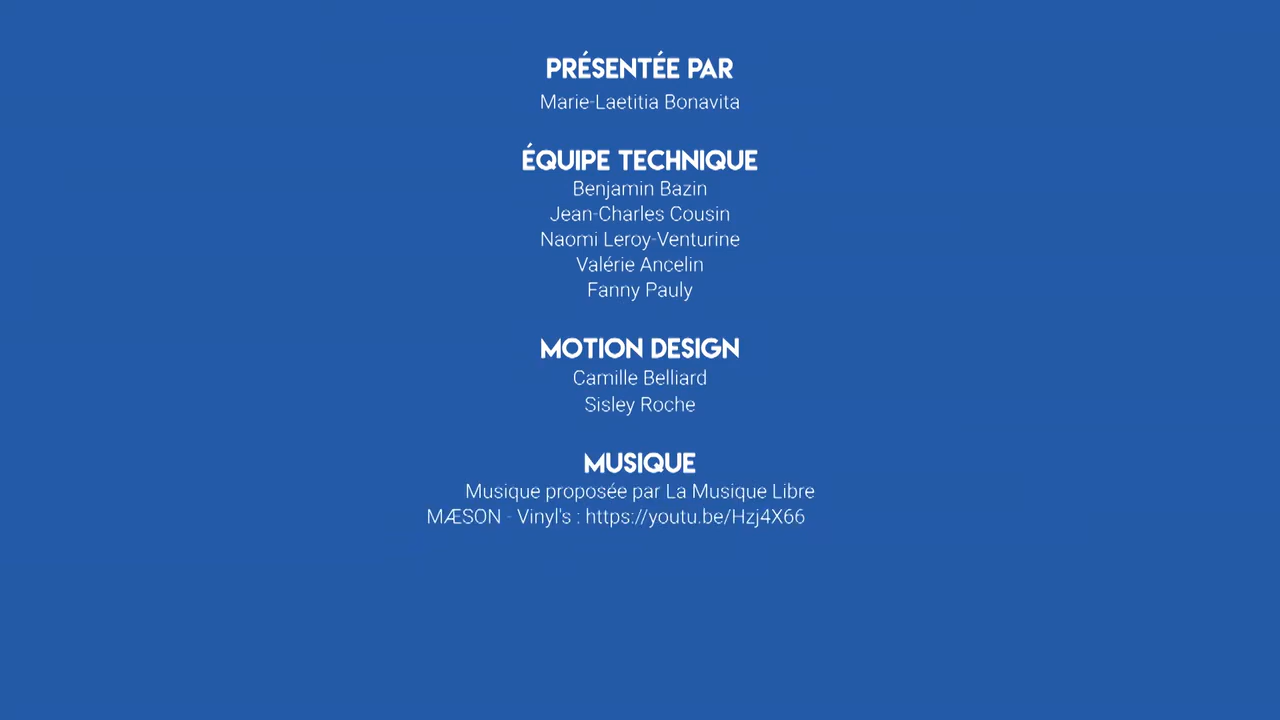 PRÉSENTÉE PAR
Marie-Laetitia Bonavita
ÉQUIPE TECHNIQUE
Benjamin Bazin
Jean-Charles Cousin
Naomi Leroy-Venturine
Valérie Ancelin
Fanny Pauly
MOTION DESIGN
Camille Belliard
Sisley Roche
MUSIQUE
Musique proposée par La Musique Libre
MÆSON - Vinyl's : https://youtu.be/Hzj4X66